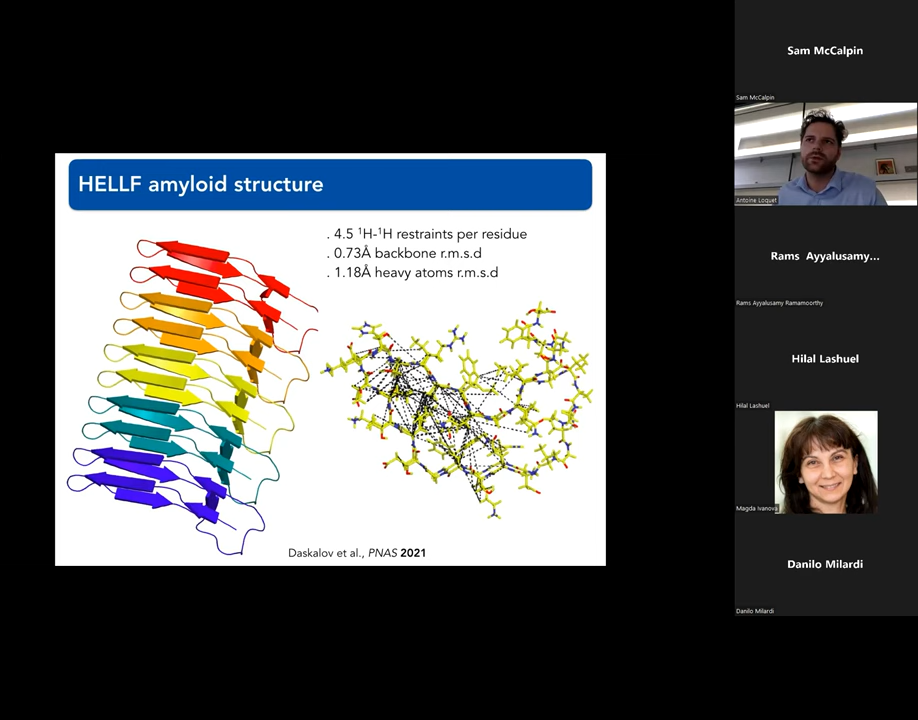 HELLF amyloid structure
. 4.5 ¹H-¹H restraints per residue
. 0.73Å backbone r.m.s.d
. 1.18Å heavy atoms r.m.s.d
Daskalov et al., PNAS 2021
Sam McCalpin
Sam McCalpin
Antoine Loquet
Rams Ayyalusamy...
Rams Ayyalusamy Ramamoorthy
Hilal Lashuel
Hilal Lashuel
Magda Ivanova
Danilo Milardi
Danilo Milardi